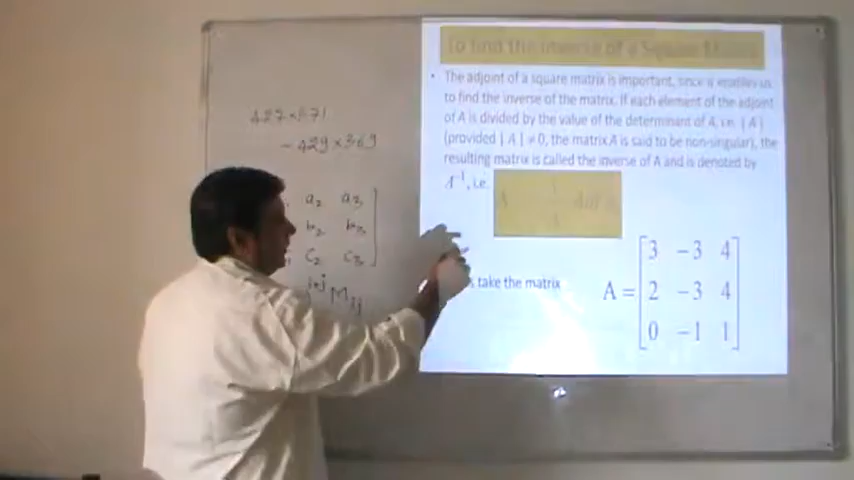 To find the inverse of a Square Matrix
• The adjoint of a square matrix is important, since it enables us
to find the inverse of the matrix. If each element of the adjoint
of A is divided by the value of the determinant of A, i.e. |A|
(provided |A| ≠ 0, the matrix A is said to be non-singular), the
resulting matrix is called the inverse of A and is denoted by
A⁻¹, i.e.
take the matrix
A =
3 -3 4
2 -3 4
0 -1 1
- 429 × 369
a₂ a₃
b₂ b₃
c₂ c₃
i+j Mij